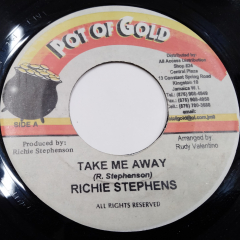 POT OF GOLD
Distributed by:
All Access Distribution
Shop #24
Central Plaza
13 Constant Spring Road
Kingston 10
Jamaica W. I.
SIDE A
Produced by:
Richie Stephenson
Arranged by
Rudy Valentino
TAKE ME AWAY
(R. Stephenson)
RICHIE STEPHENS
ALL RIGHTS RESERVED